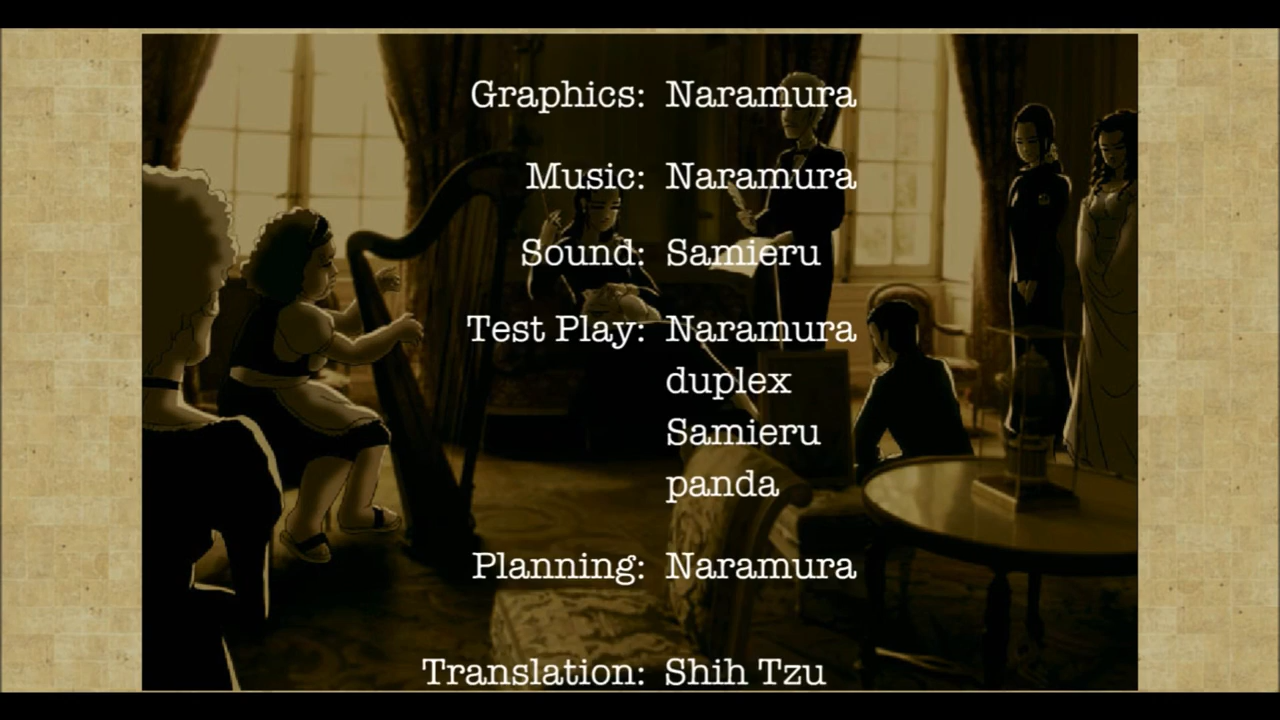 Graphics: Naramura
Music: Naramura
Sound: Samieru
Test Play: Naramura
duplex
Samieru
panda
Planning: Naramura
Translation: Shih Tzu